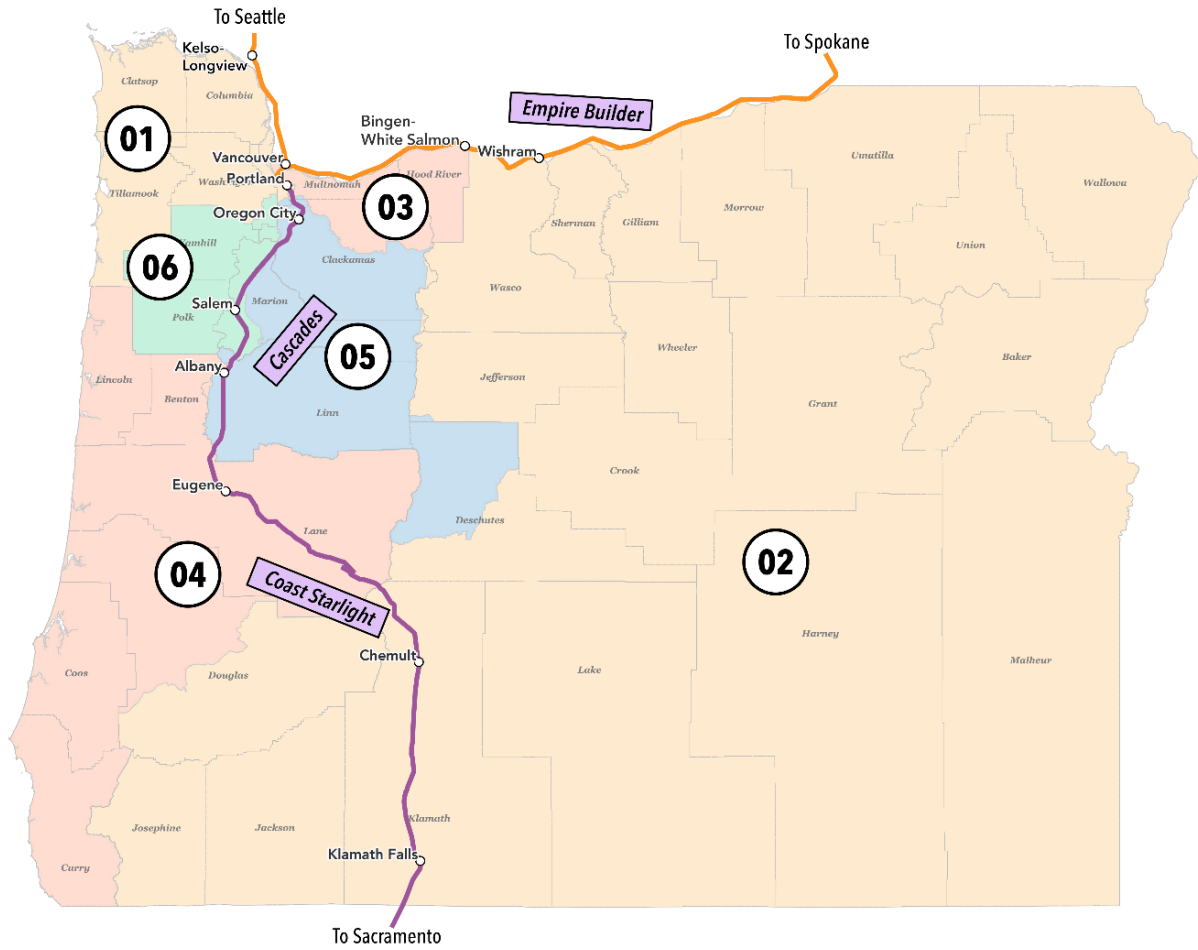 To Seattle
Kelso-
Longview
To Spokane
Clatsop
Columbia
Empire Builder
01
Bingen-
White Salmon
Wishram
Vancouver
Umatilla
Portland
Washington
Multnomah
Hood River
Wallowa
Tillamook
03
Morrow
Oregon City
Sherman
Gilliam
Yamhill
Union
06
Clackamas
Wasco
Salem
Marion
Polk
Cascades
05
Wheeler
Baker
Albany
Jefferson
Lincoln
Benton
Grant
Linn
Crook
Eugene
Deschutes
Lane
02
04
Coast Starlight
Harney
Chemult
Malheur
Lake
Coos
Douglas
Klamath
Josephine
Jackson
Klamath Falls
Curry
To Sacramento